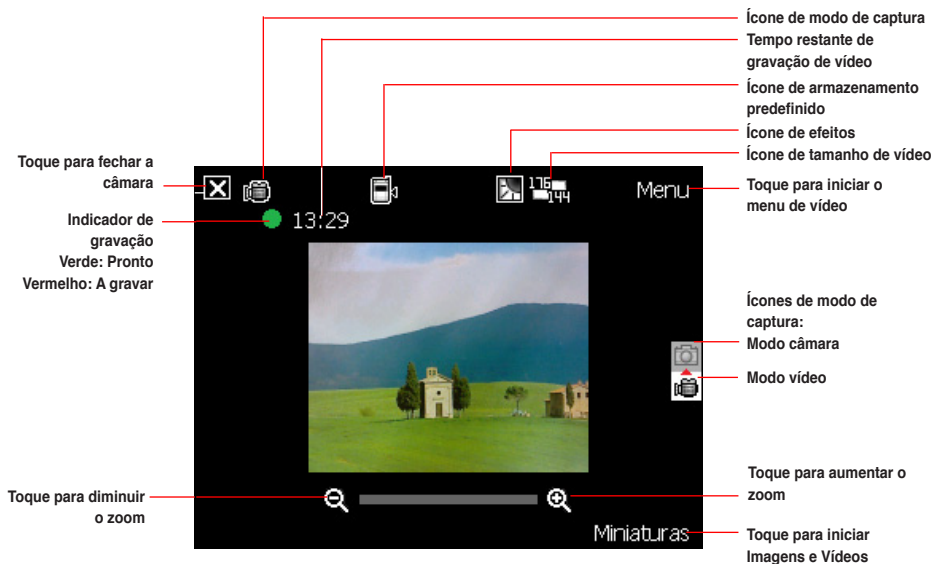 Ícone de modo de captura
Tempo restante de
gravação de vídeo
Ícone de armazenamento
predefinido
Ícone de efeitos
Ícone de tamanho de vídeo
Toque para fechar a
câmara
176
144
Menu
Toque para iniciar o
menu de vídeo
Indicador de
gravação
Verde: Pronto
Vermelho: A gravar
13:29
Ícones de modo de
captura:
Modo câmara
Modo vídeo
Toque para diminuir
o zoom
Toque para aumentar o
zoom
Miniaturas
Toque para iniciar
Imagens e Vídeos